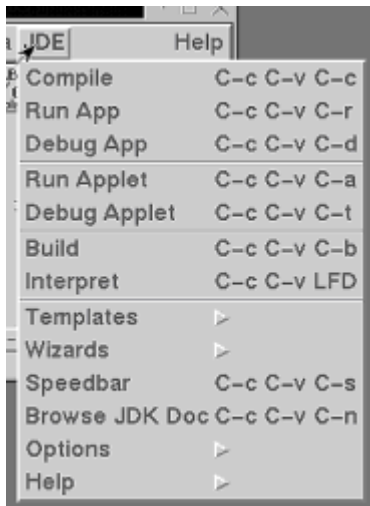 JDE Help
Compile C-c C-v C-c
Run App C-c C-v C-r
Debug App C-c C-v C-d
Run Applet C-c C-v C-a
Debug Applet C-c C-v C-t
Build C-c C-v C-b
Interpret C-c C-v LFD
Templates
Wizards
Speedbar C-c C-v C-s
Browse JDK Doc C-c C-v C-n
Options
Help